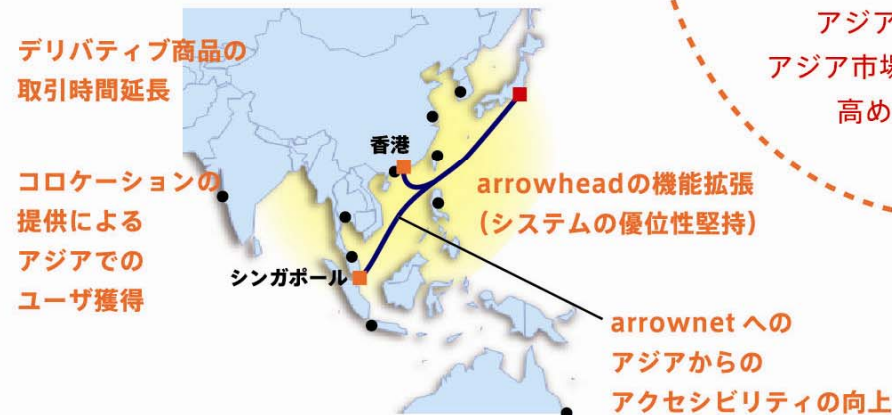 デリバティブ商品の
取引時間延長
コロケーションの
提供による
アジアでの
ユーザ獲得
香港
シンガポール
arrowheadの機能拡張
(システムの優位性堅持)
arrownet への
アジアからの
アクセシビリティの向上
アジア
アジア市場
高め